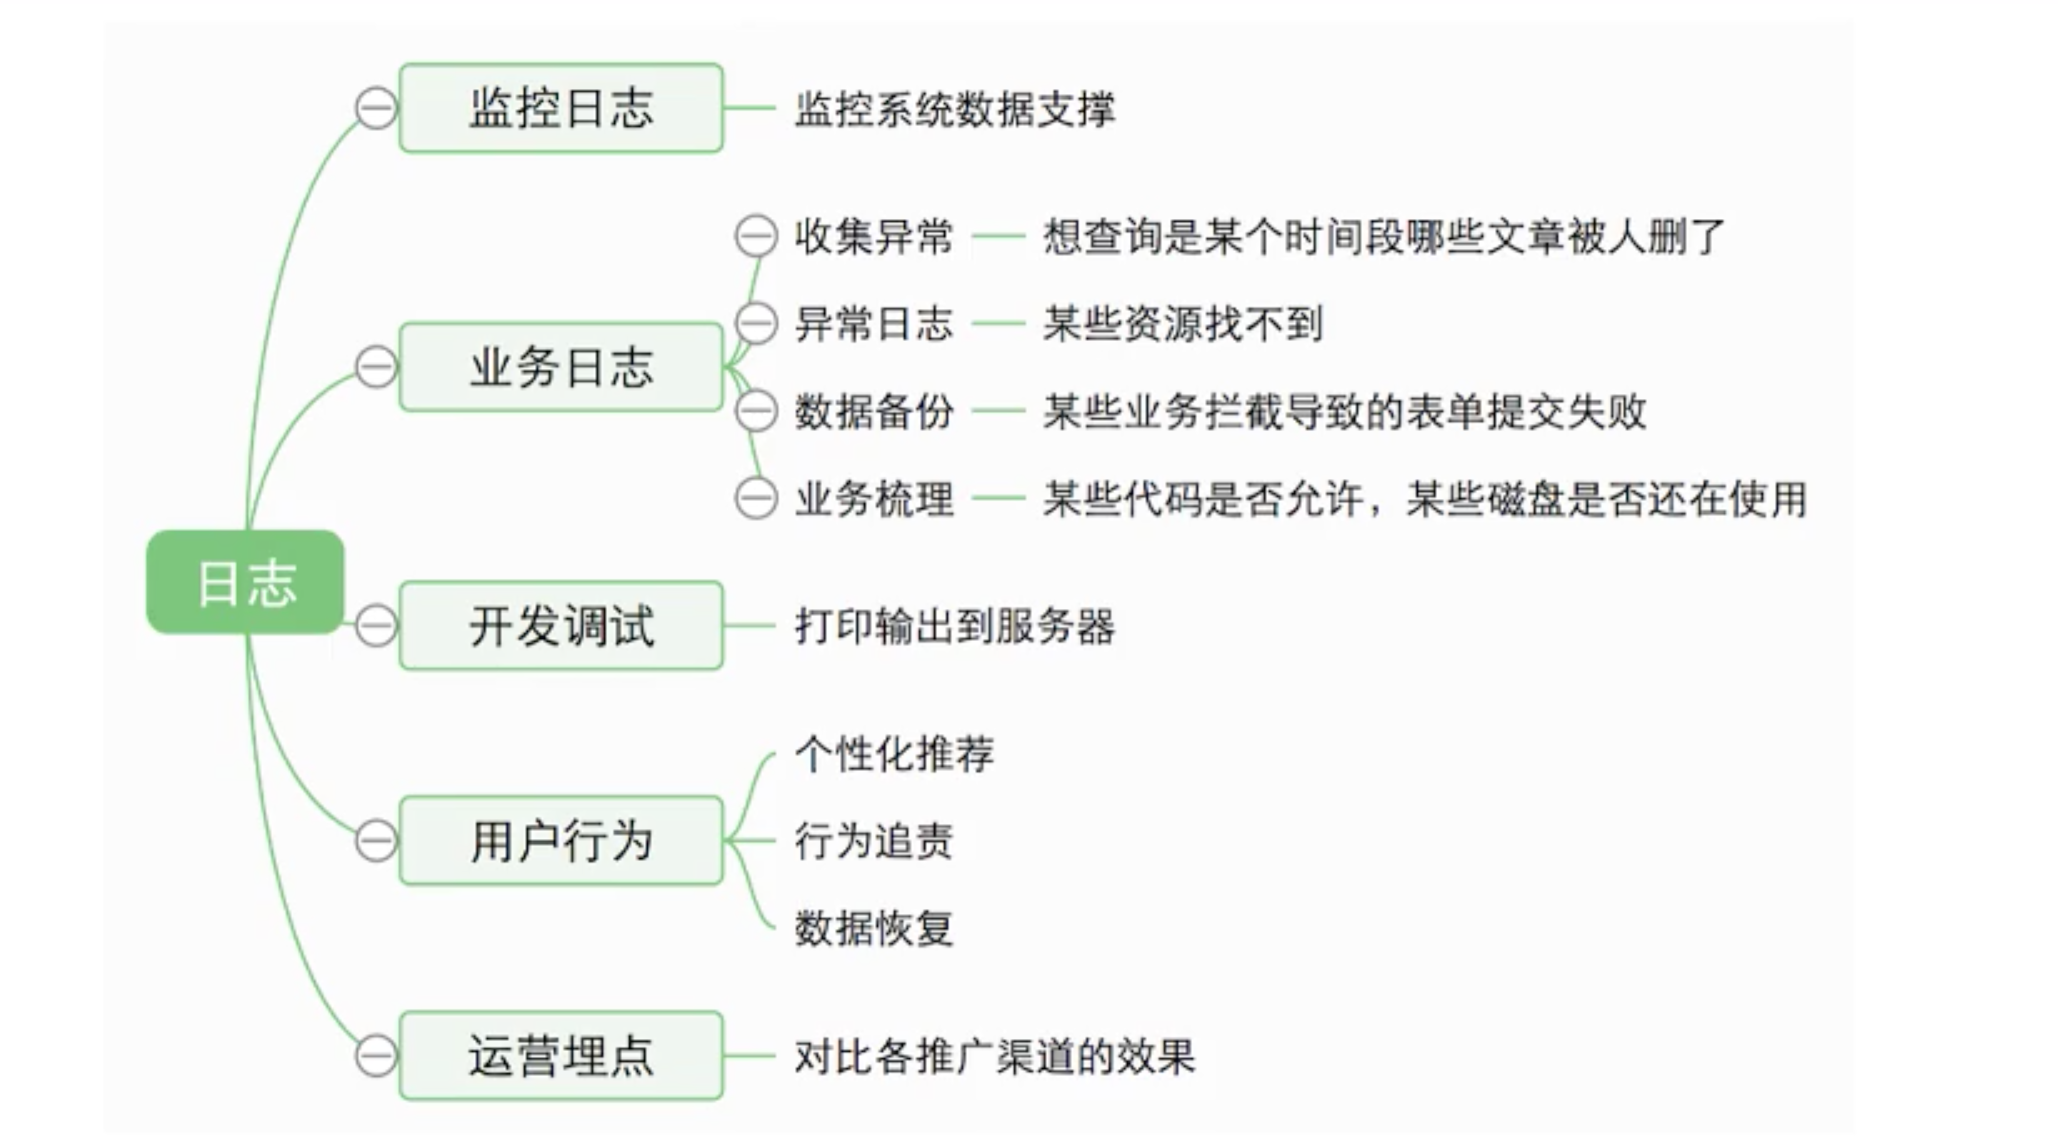 监控日志 监控系统数据支撑
收集异常 想查询是某个时间段哪些文章被人删了
异常日志 某些资源找不到
业务日志
数据备份 某些业务拦截导致的表单提交失败
业务梳理 某些代码是否允许，某些磁盘是否还在使用
日志
开发调试 打印输出到服务器
个性化推荐
用户行为 行为追责
数据恢复
运营埋点 对比各推广渠道的效果